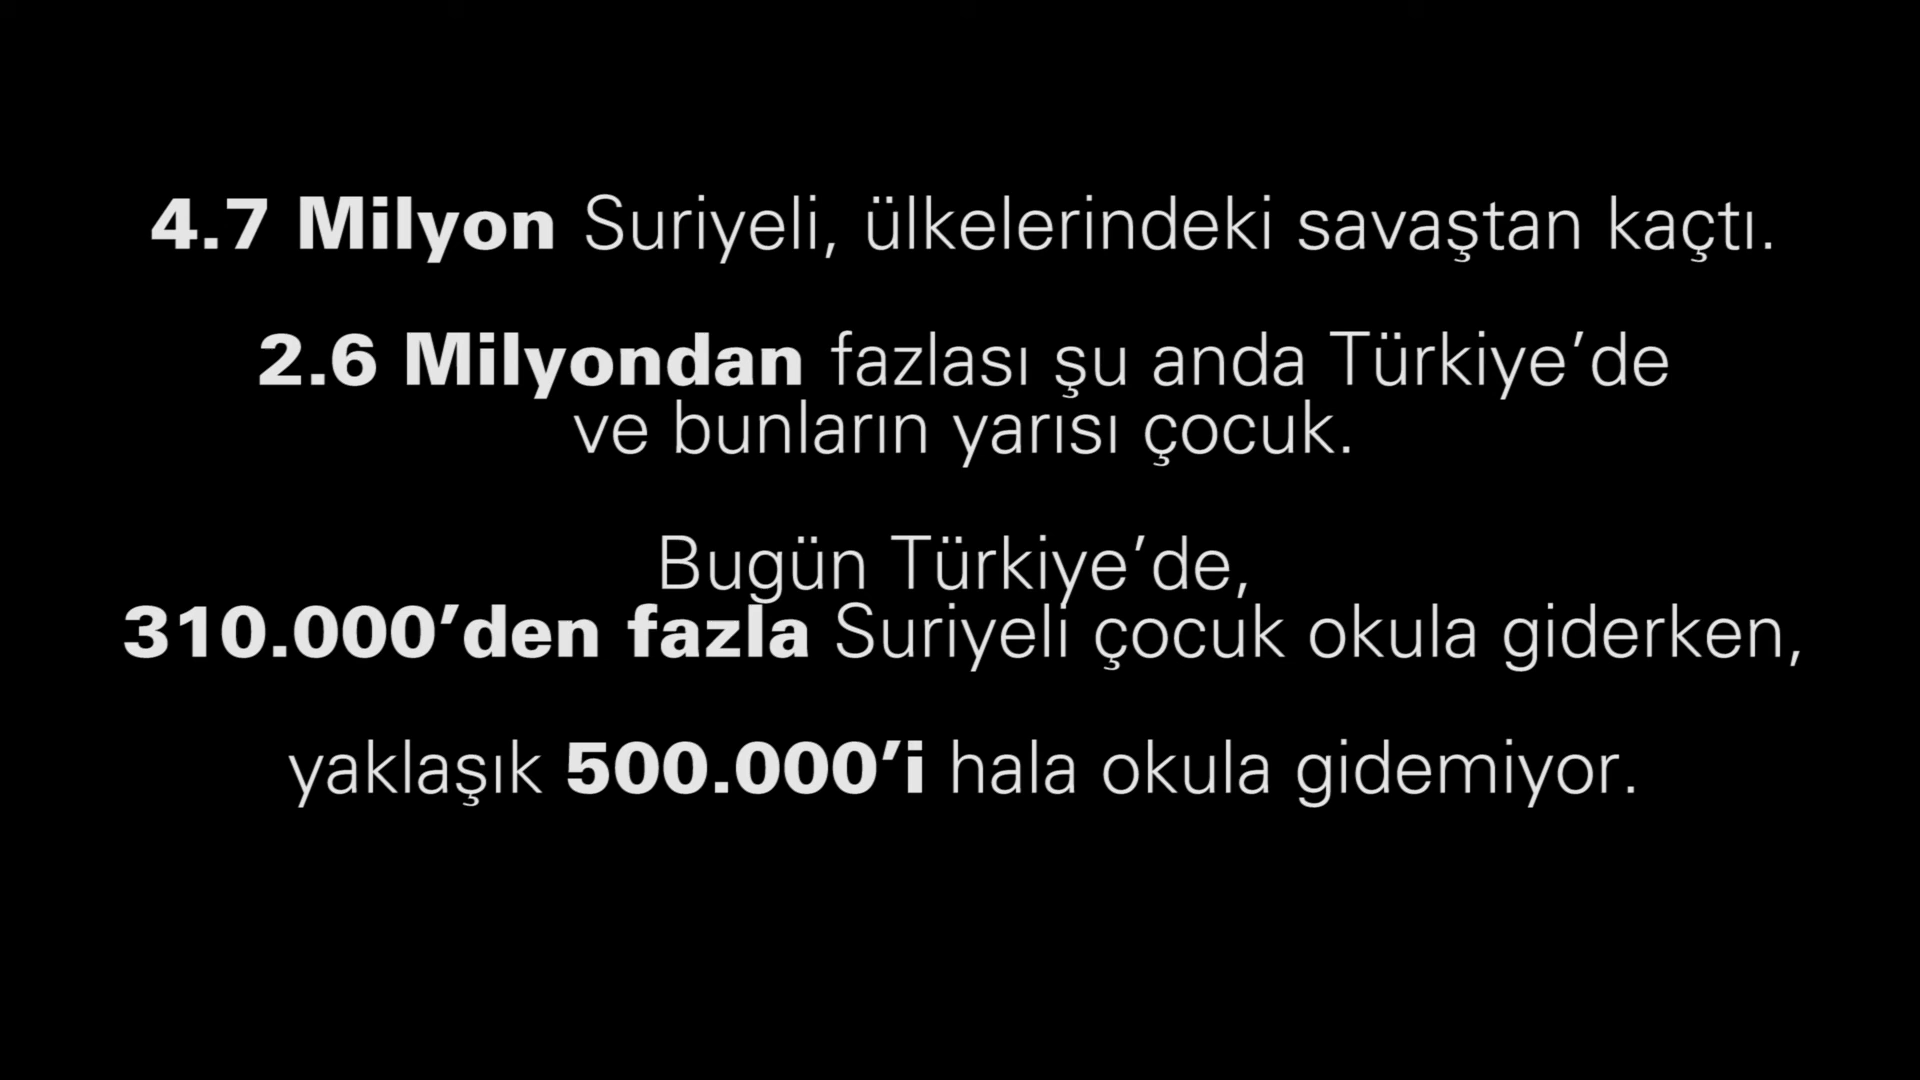 4.7 Milyon Suriyeli, ülkelerindeki savaştan kaçtı.
2.6 Milyondan fazlası şu anda Türkiye’de
ve bunların yarısı çocuk.
Bugün Türkiye’de,
310.000’den fazla Suriyeli çocuk okula giderken,
yaklaşık 500.000’i hala okula gidemiyor.